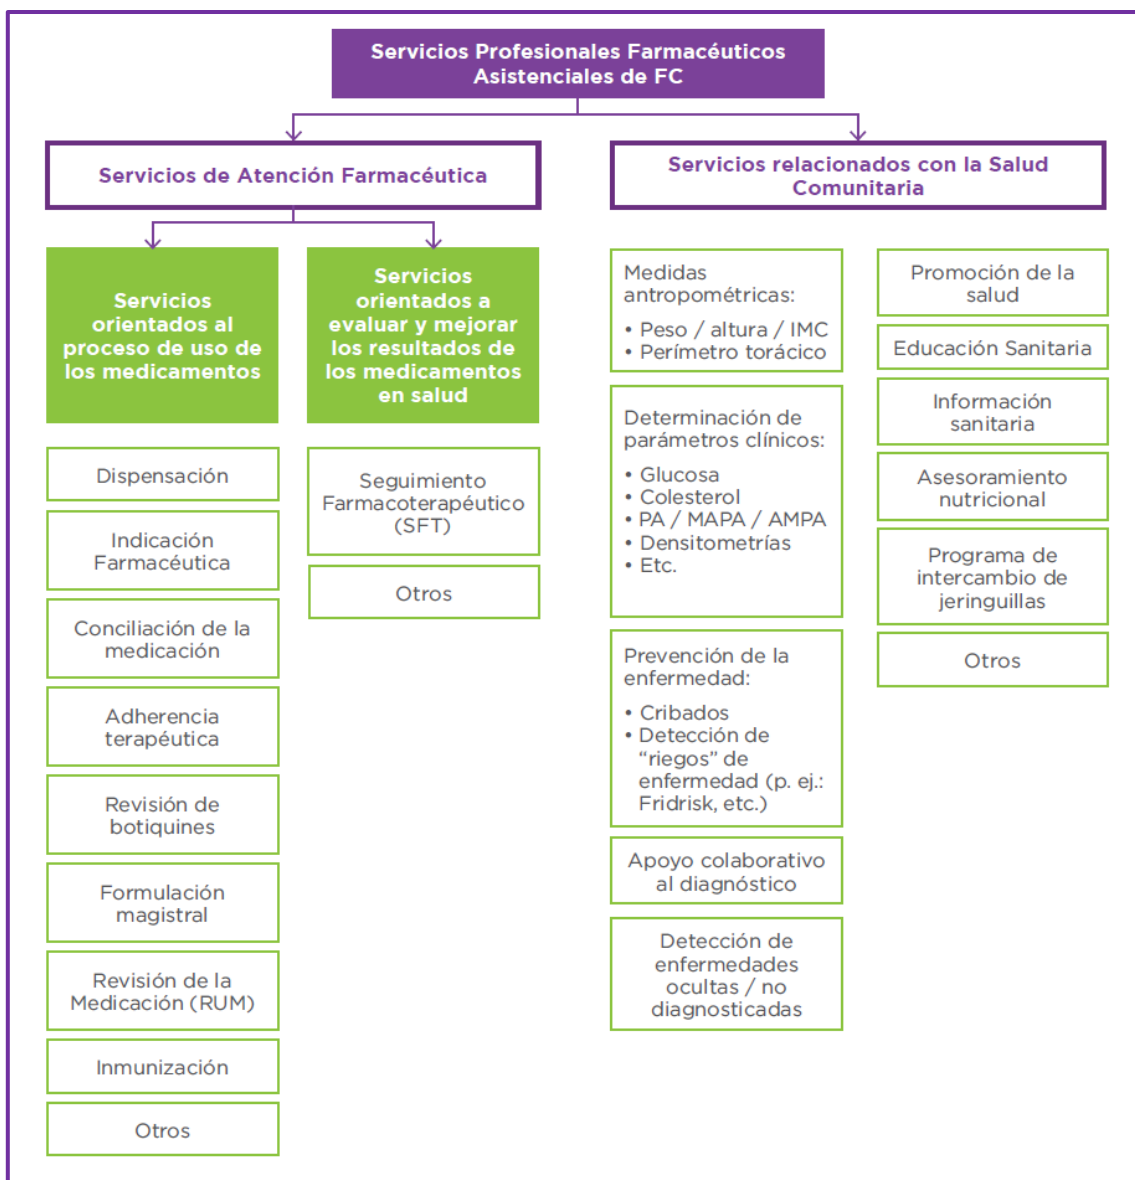 Servicios Profesionales Farmacéuticos
Asistenciales de FC
Servicios de Atención Farmacéutica
Servicios relacionados con la Salud
Comunitaria
Servicios
orientados al
proceso de uso de
los medicamentos
Servicios
orientados a
evaluar y mejorar
los resultados de
los medicamentos
en salud
Dispensación
Indicación
Farmacéutica
Conciliación de la
medicación
Adherencia
terapéutica
Revisión de
botiquines
Formulación
magistral
Revisión de la
Medicación (RUM)
Inmunización
Otros
Seguimiento
Farmacoterapéutico
(SFT)
Otros
Medidas
antropométricas:
• Peso / altura / IMC
• Perímetro torácico
Determinación de
parámetros clínicos:
• Glucosa
• Colesterol
• PA / MAPA / AMPA
• Densitometrías
• Etc.
Prevención de la
enfermedad:
• Cribados
• Detección de
“riegos” de
enfermedad (p. ej.:
Fridrisk, etc.)
Apoyo colaborativo
al diagnóstico
Detección de
enfermedades
ocultas / no
diagnosticadas
Promoción de la
salud
Educación Sanitaria
Información
sanitaria
Asesoramiento
nutricional
Programa de
intercambio de
jeringuillas
Otros